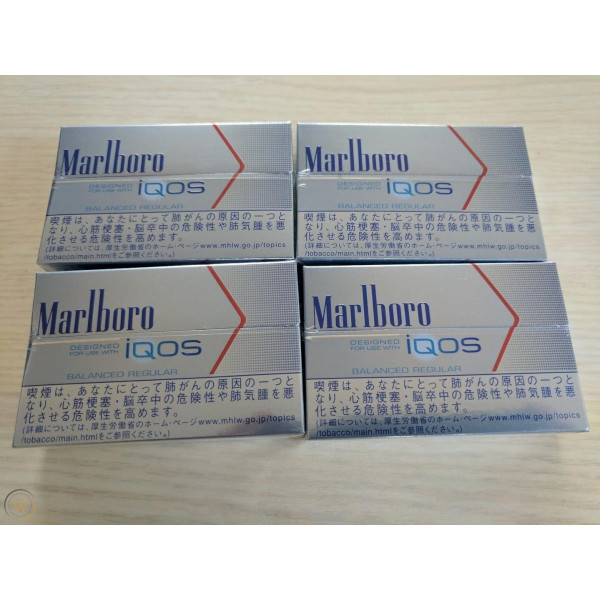 Marlboro
DESIGNED
FOR USE WITH iQOS
BALANCED REGULAR
喫煙は、あなたにとって肺がんの原因の一つと
なり、心筋梗塞・脳卒中の危険性や肺気腫を悪
化させる危険性を高めます。
(詳細については、厚生労働省のホーム・ページwww.mhlw.go.jp/topics
/tobacco/main.htmlをご参照ください。)
Marlboro
DESIGNED
FOR USE WITH iQOS
BALANCED REGULAR
喫煙は、あなたにとって肺がんの原因の一つと
なり、心筋梗塞・脳卒中の危険性や肺気腫を悪
化させる危険性を高めます。
(詳細については、厚生労働省のホーム・ページwww.mhlw.go.jp/topics
/tobacco/main.htmlをご参照ください。)
Marlboro
DESIGNED
FOR USE WITH iQOS
BALANCED REGULAR
喫煙は、あなたにとって肺がんの原因の一つと
なり、心筋梗塞・脳卒中の危険性や肺気腫を悪
化させる危険性を高めます。
(詳細については、厚生労働省のホーム・ページwww.mhlw.go.jp/topics
/tobacco/main.htmlをご参照ください。)
Marlboro
DESIGNED
FOR USE WITH iQOS
BALANCED REGULAR
喫煙は、あなたにとって肺がんの原因の一つと
なり、心筋梗塞・脳卒中の危険性や肺気腫を悪
化させる危険性を高めます。
(詳細については、厚生労働省のホーム・ページwww.mhlw.go.jp/topics
/tobacco/main.htmlをご参照ください。)